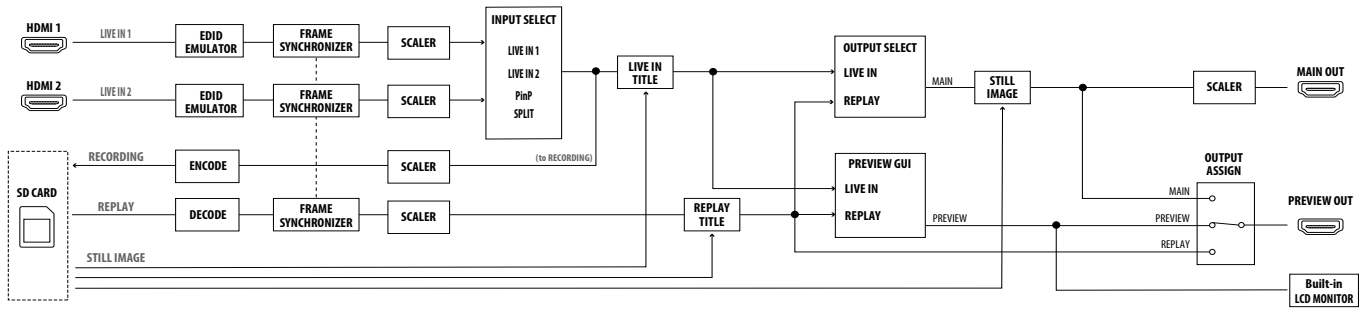 HDMI 1
LIVE IN 1
EDID
EMULATOR
FRAME
SYNCHRONIZER
SCALER
INPUT SELECT
LIVE IN 1
LIVE IN 2
PinP
SPLIT
HDMI 2
LIVE IN 2
EDID
EMULATOR
FRAME
SYNCHRONIZER
SCALER
LIVE IN
TITLE
OUTPUT SELECT
LIVE IN
REPLAY
MAIN
STILL
IMAGE
SCALER
MAIN OUT
SD CARD
RECORDING
ENCODE
SCALER
(to RECORDING)
REPLAY
DECODE
FRAME
SYNCHRONIZER
SCALER
REPLAY
TITLE
PREVIEW GUI
LIVE IN
REPLAY
PREVIEW
OUTPUT
ASSIGN
MAIN
PREVIEW
REPLAY
PREVIEW OUT
STILL IMAGE
Built-in
LCD MONITOR